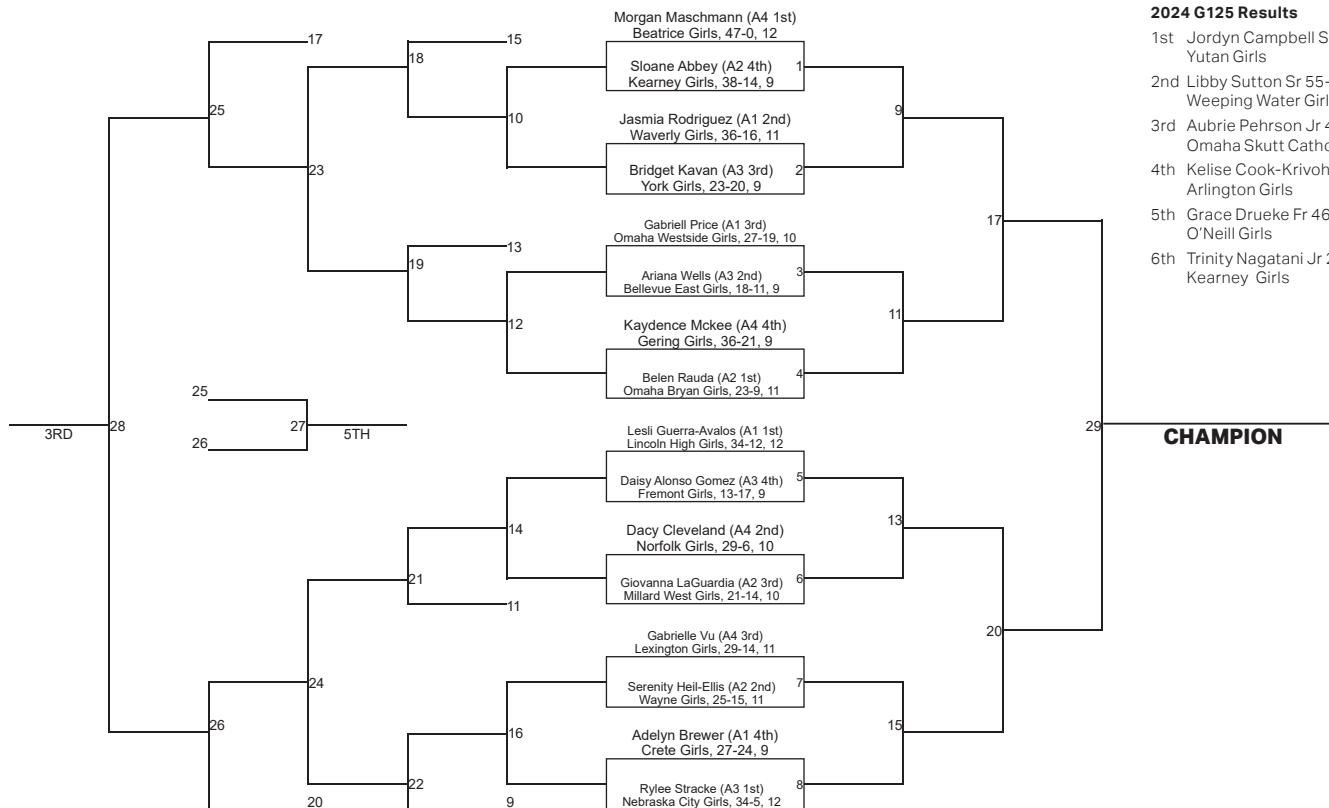 Morgan Maschmann (A4 1st)
Beatrice Girls, 47-0, 12
Sloane Abbey (A2 4th)
Kearney Girls, 38-14, 9
1
Jasmia Rodriguez (A1 2nd)
Waverly Girls, 36-16, 11
Bridget Kavan (A3 3rd)
York Girls, 23-20, 9
2
Gabriell Price (A1 3rd)
Omaha Westside Girls, 27-19, 10
Ariana Wells (A3 2nd)
Bellevue East Girls, 18-11, 9
3
Kaydence Mckee (A4 4th)
Gering Girls, 36-21, 9
Belen Rauda (A2 1st)
Omaha Bryan Girls, 23-9, 11
4
Lesli Guerra-Avalos (A1 1st)
Lincoln High Girls, 34-12, 12
Daisy Alonso Gomez (A3 4th)
Fremont Girls, 13-17, 9
5
Dacy Cleveland (A4 2nd)
Norfolk Girls, 29-6, 10
Giovanna LaGuardia (A2 3rd)
Millard West Girls, 21-14, 10
6
Gabrielle Vu (A4 3rd)
Lexington Girls, 29-14, 11
Serenity Heil-Ellis (A2 2nd)
Wayne Girls, 25-15, 11
7
Adelyn Brewer (A1 4th)
Crete Girls, 27-24, 9
Rylee Stracke (A3 1st)
Nebraska City Girls, 34-5, 12
8
9
11
13
15
17
20
29
CHAMPION
17
18
15
25
10
23
19
13
12
25
28
27
3RD
5TH
26
14
21
11
24
26
16
22
20
9
2024 G125 Results
1st Jordyn Campbell S
Yutan Girls
2nd Libby Sutton Sr 55-
Weeping Water Girl
3rd Aubrie Pehrson Jr 4
Omaha Skutt Catho
4th Kelise Cook-Krivoh
Arlington Girls
5th Grace Drueke Fr 46
O'Neill Girls
6th Trinity Nagatani Jr 2
Kearney Girls